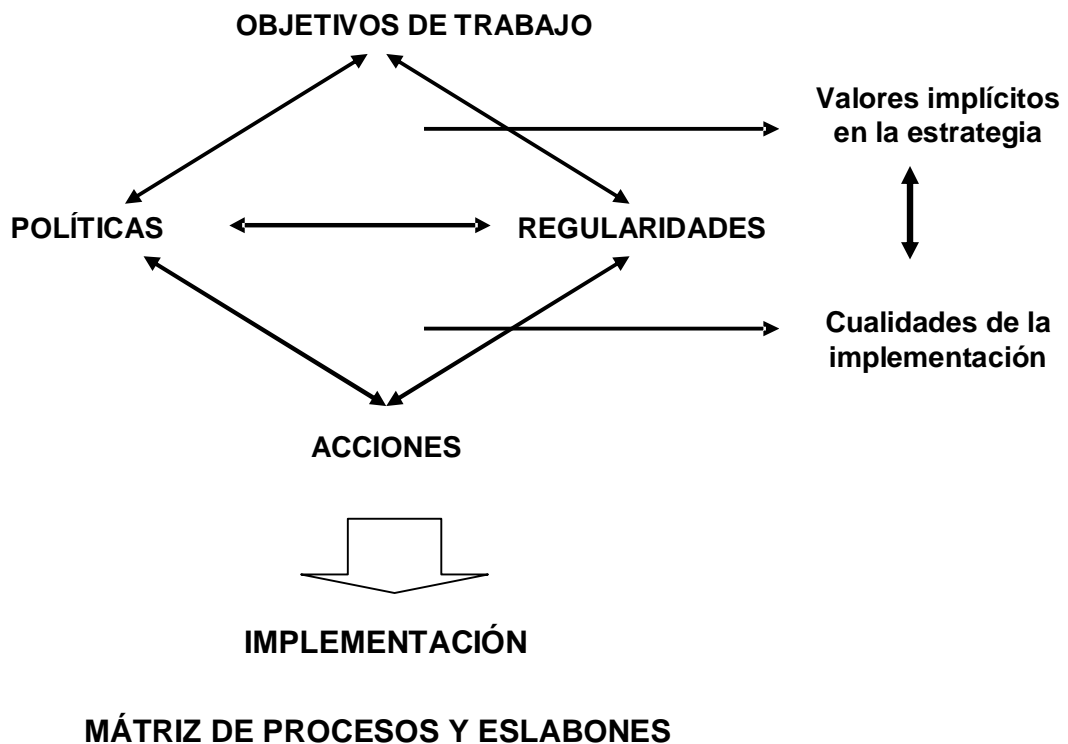 OBJETIVOS DE TRABAJO
Valores implícitos
en la estrategia
POLÍTICAS
REGULARIDADES
Cualidades de la
implementación
ACCIONES
IMPLEMENTACIÓN
MÁTRIZ DE PROCESOS Y ESLABONES